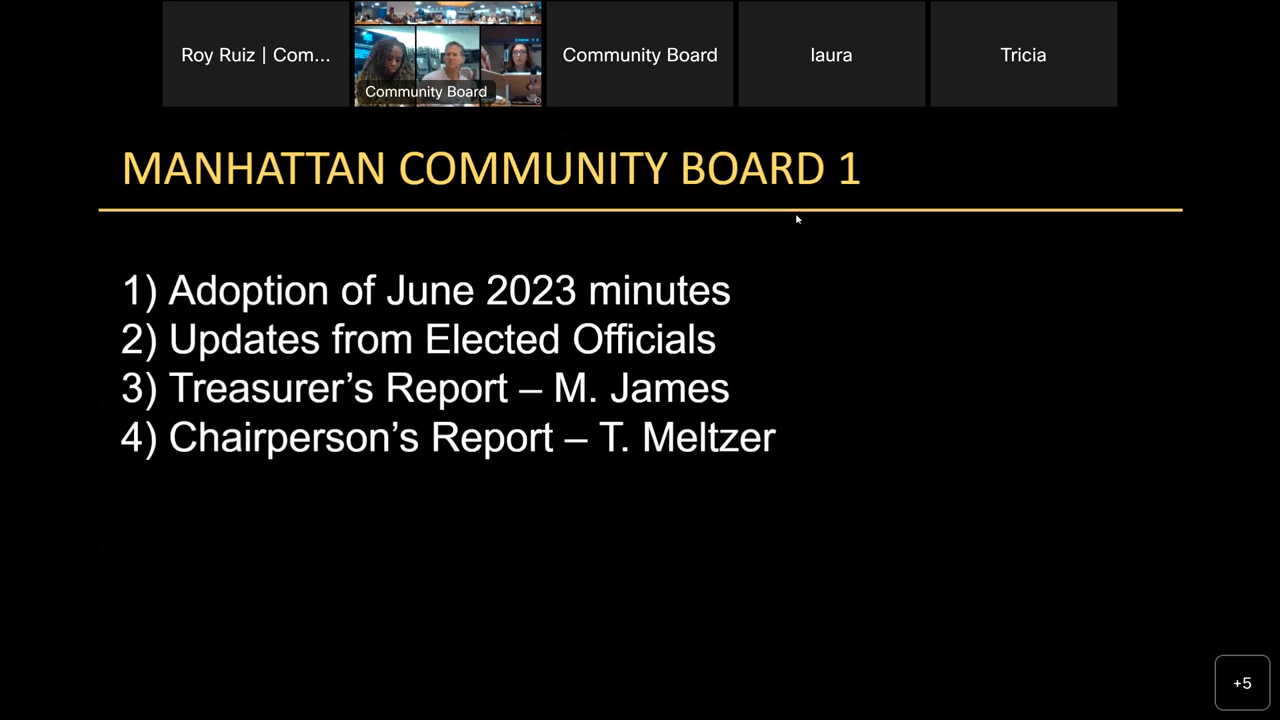 Roy Ruiz | Com...
Community Board
Community Board
laura
Tricia
MANHATTAN COMMUNITY BOARD 1
1) Adoption of June 2023 minutes
2) Updates from Elected Officials
3) Treasurer’s Report – M. James
4) Chairperson’s Report – T. Meltzer
+5